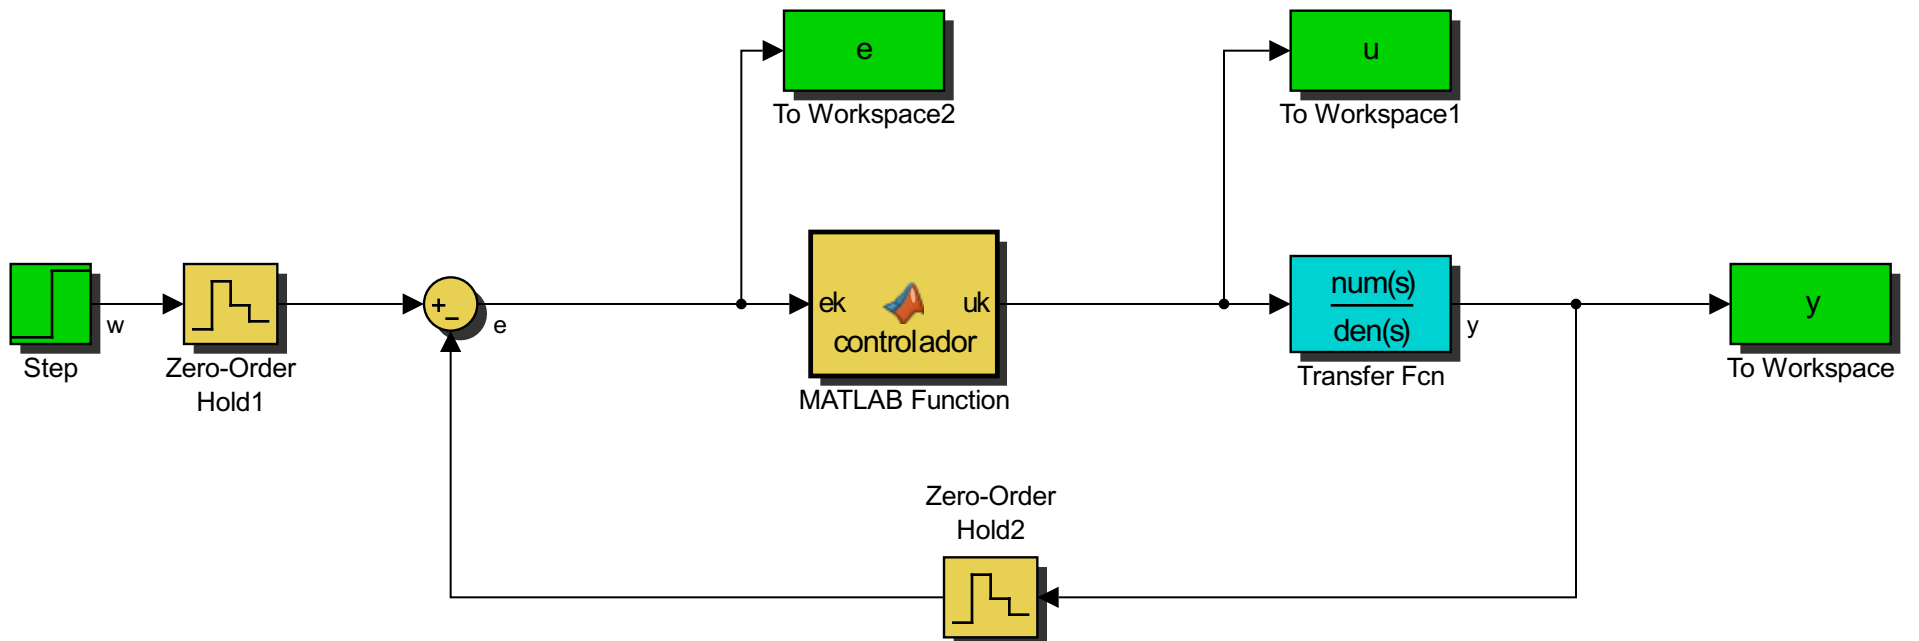 e
To Workspace2
u
To Workspace1
Step
w
Zero-Order
Hold1
+
−
e
ek
uk
controlador
MATLAB Function
num(s)
den(s)
Transfer Fcn
y
y
To Workspace
Zero-Order
Hold2